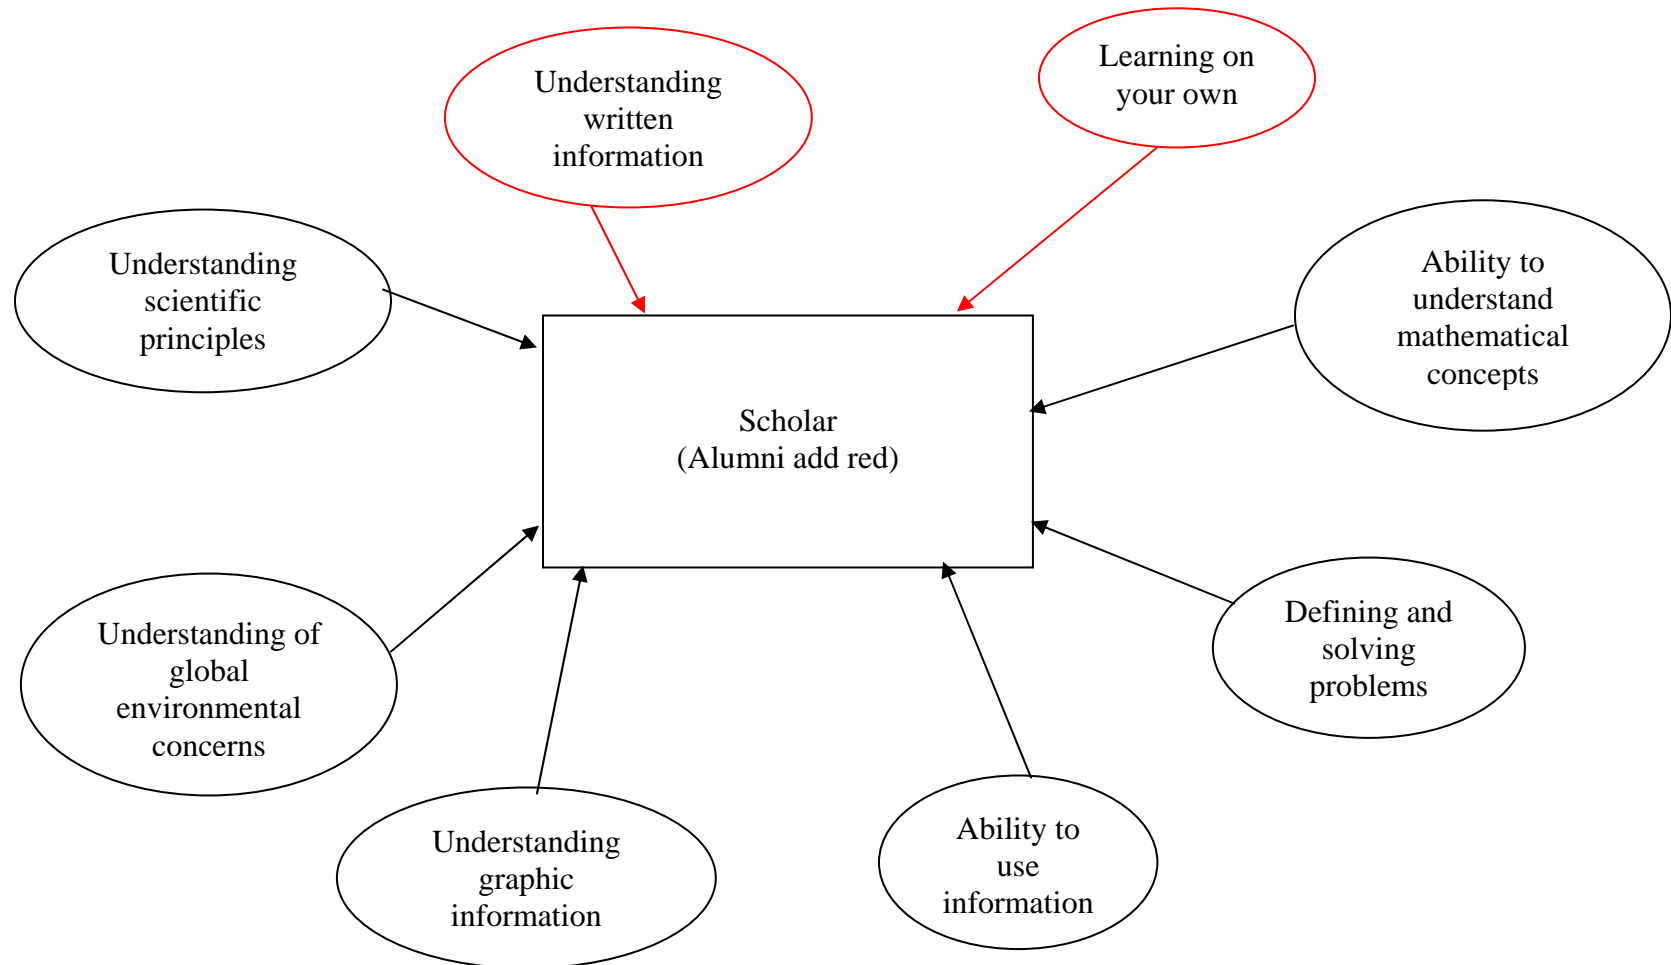 Understanding
written
information
Learning on
your own
Understanding
scientific
principles
Ability to
understand
mathematical
concepts
Scholar
(Alumni add red)
Understanding of
global
environmental
concerns
Defining and
solving
problems
Understanding
graphic
information
Ability to
use
information